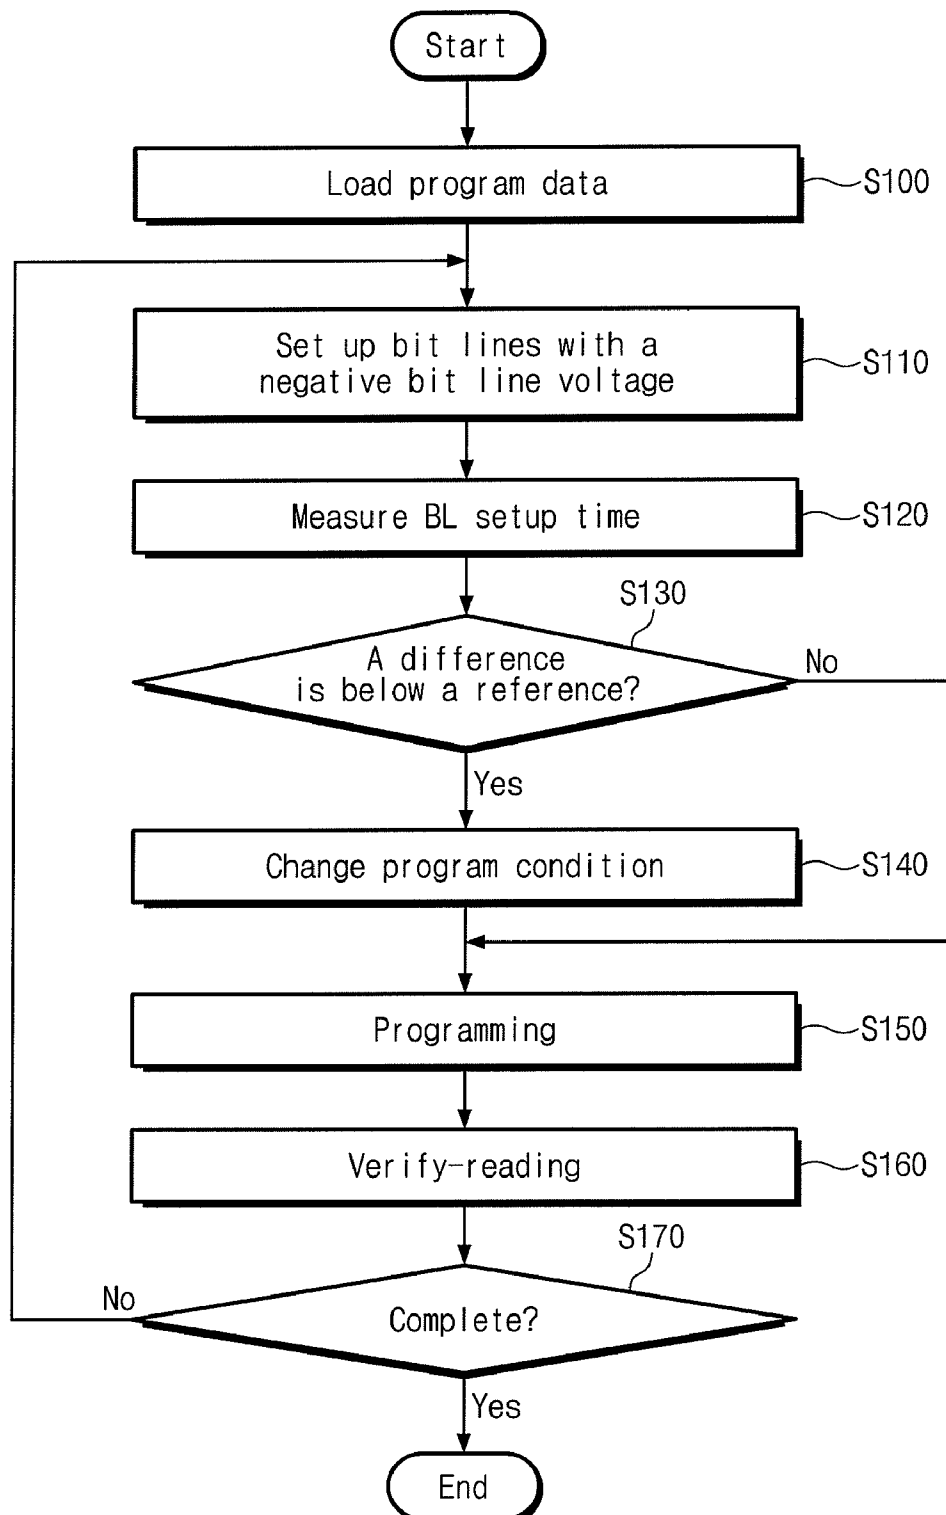 Start
Load program data
S100
Set up bit lines with a
negative bit line voltage
S110
Measure BL setup time
S120
S130
A difference
is below a reference?
No
Yes
Change program condition
S140
Programming
S150
Verify-reading
S160
S170
No
Complete?
Yes
End